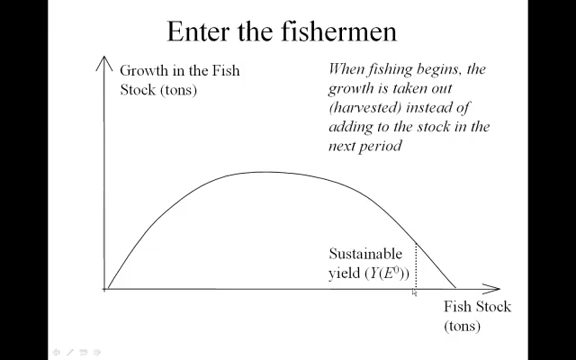 Enter the fishermen
Growth in the Fish
Stock (tons)
When fishing begins, the
growth is taken out
(harvested) instead of
adding to the stock in the
next period
Sustainable
yield (Y(E⁰))
Fish Stock
(tons)